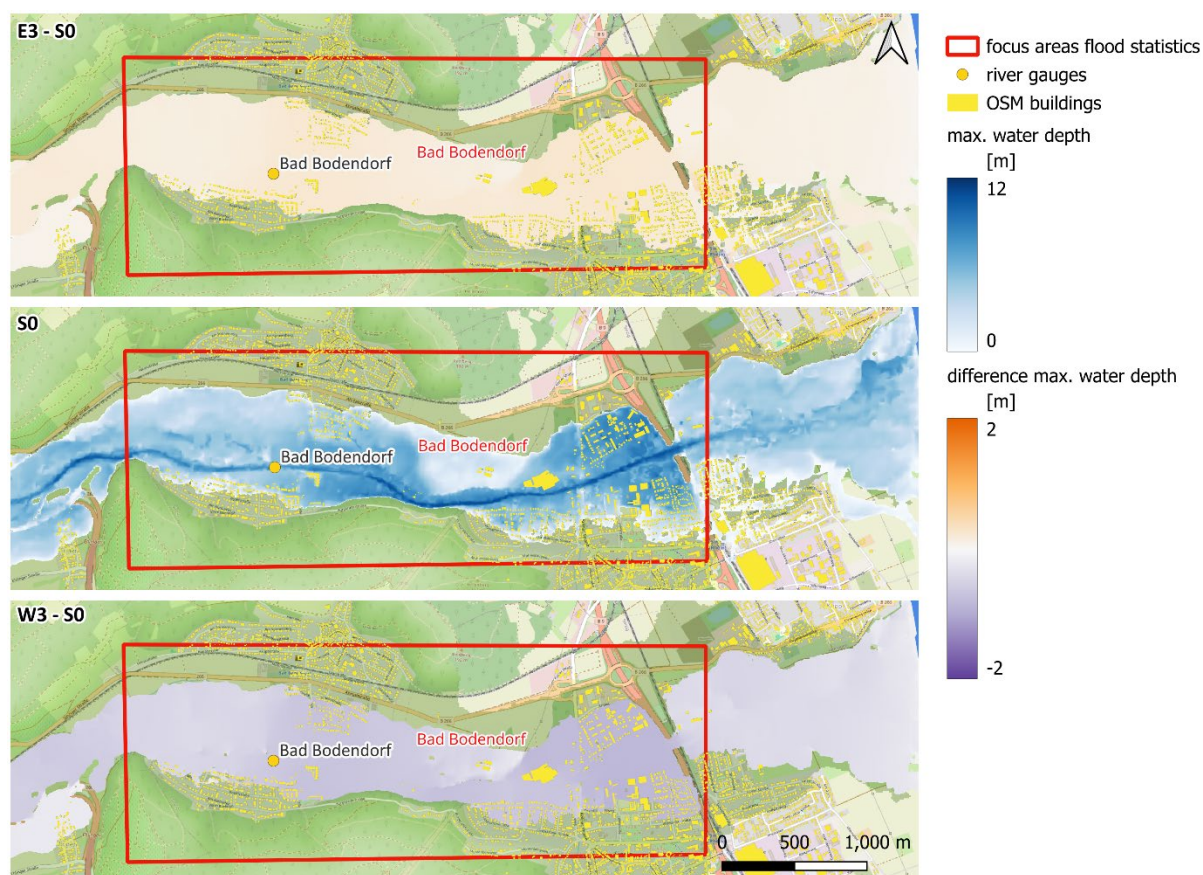 E3 - S0
Bad Bodendorf
Bad Bodendorf
S0
Bad Bodendorf
Bad Bodendorf
W3 - S0
Bad Bodendorf
Bad Bodendorf
0 500 1,000 m
focus areas flood statistics
river gauges
OSM buildings
max. water depth
[m]
12
0
difference max. water depth
[m]
2
-2